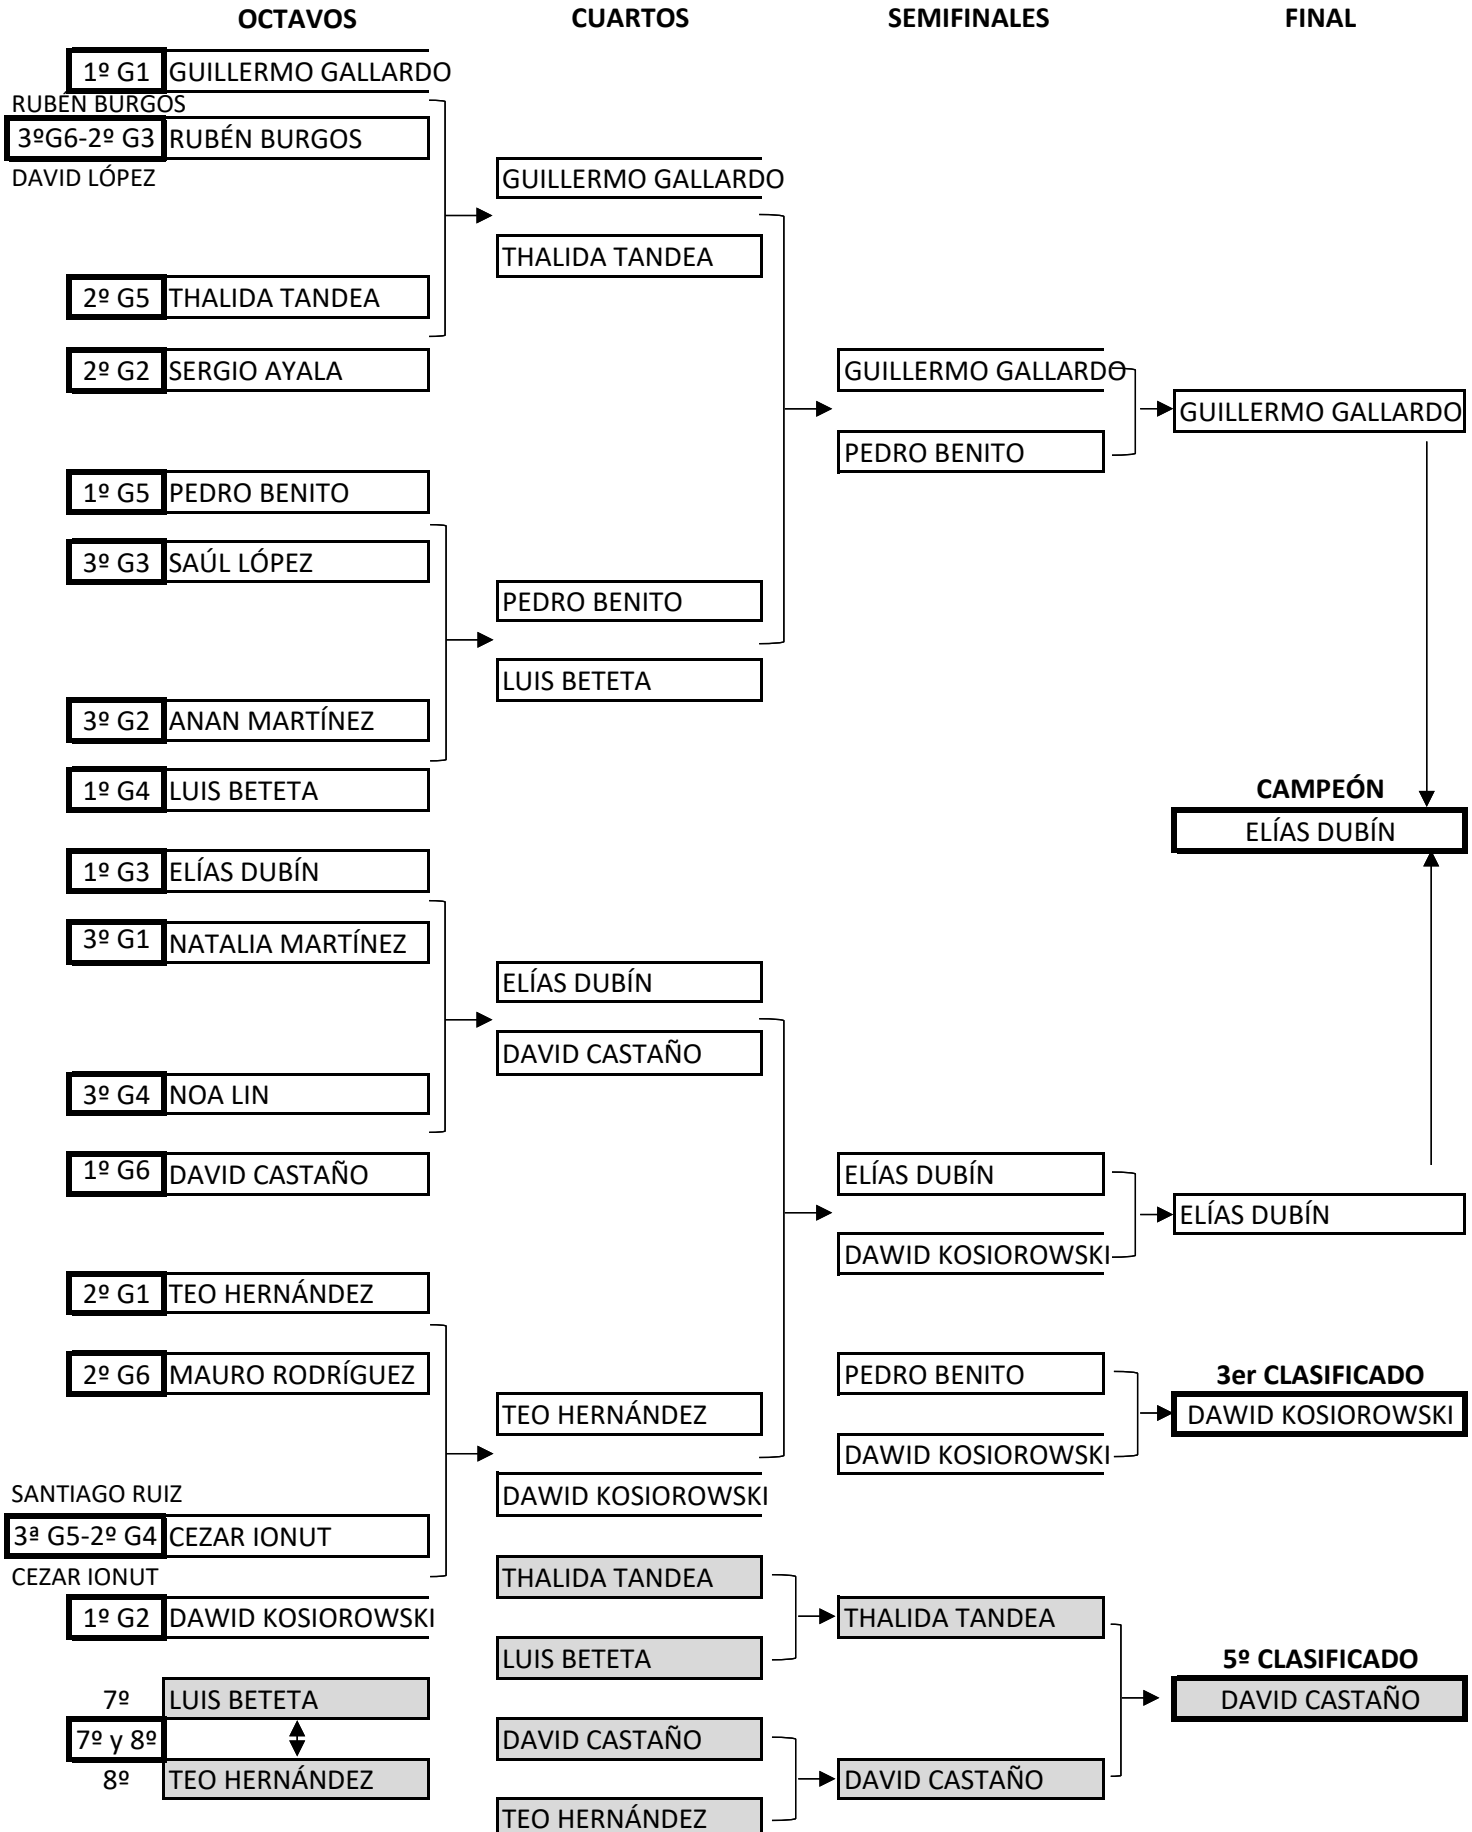 OCTAVOS CUARTOS SEMIFINALES FINAL
1º G1 GUILLERMO GALLARDO
RUBÉN BURGOS
3ºG6-2º G3 RUBÉN BURGOS
DAVID LÓPEZ GUILLERMO GALLARDO
THALIDA TANDEA
2º G5 THALIDA TANDEA
2º G2 SERGIO AYALA GUILLERMO GALLARDO
GUILLERMO GALLARDO
PEDRO BENITO
1º G5 PEDRO BENITO
3º G3 SAÚL LÓPEZ
PEDRO BENITO
LUIS BETETA
3º G2 ANAN MARTÍNEZ
CAMPEÓN
1º G4 LUIS BETETA
ELÍAS DUBÍN
1º G3 ELÍAS DUBÍN
3º G1 NATALIA MARTÍNEZ
ELÍAS DUBÍN
DAVID CASTAÑO
3º G4 NOA LIN
1º G6 DAVID CASTAÑO ELÍAS DUBÍN
ELÍAS DUBÍN
DAWID KOSIOROWSKI
2º G1 TEO HERNÁNDEZ
2º G6 MAURO RODRÍGUEZ PEDRO BENITO 3er CLASIFICADO
TEO HERNÁNDEZ DAWID KOSIOROWSKI
DAWID KOSIOROWSKI
SANTIAGO RUIZ DAWID KOSIOROWSKI
3ª G5-2º G4 CEZAR IONUT
CEZAR IONUT THALIDA TANDEA
1º G2 DAWID KOSIOROWSKI THALIDA TANDEA
LUIS BETETA 5º CLASIFICADO
7º LUIS BETETA DAVID CASTAÑO
7º y 8º DAVID CASTAÑO
8º TEO HERNÁNDEZ DAVID CASTAÑO
TEO HERNÁNDEZ